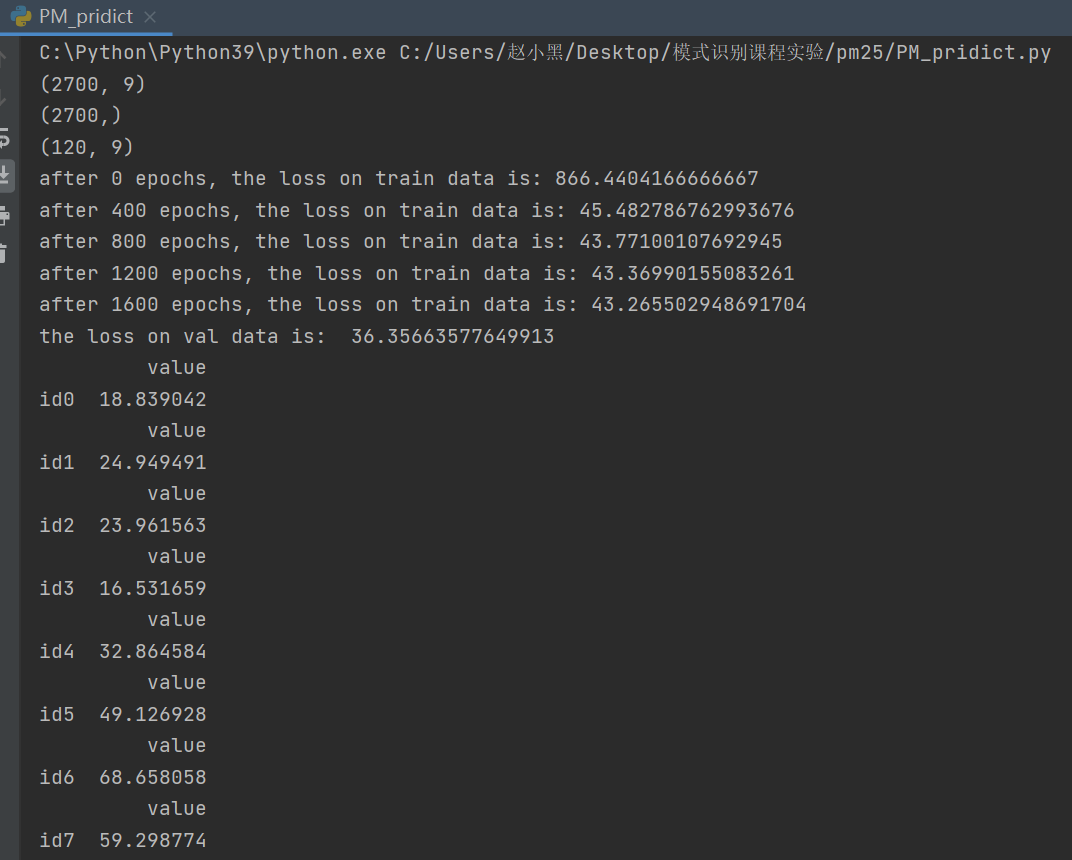 PM_pridict
C:\Python\Python39\python.exe C:/Users/赵小黑/Desktop/模式识别课程实验/pm25/PM_pridict.py
(2700, 9)
(2700,)
(120, 9)
after 0 epochs, the loss on train data is: 866.4404166666667
after 400 epochs, the loss on train data is: 45.482786762993676
after 800 epochs, the loss on train data is: 43.77100107692945
after 1200 epochs, the loss on train data is: 43.36990155083261
after 1600 epochs, the loss on train data is: 43.265502948691704
the loss on val data is:  36.35663577649913
value
id0  18.839042
value
id1  24.949491
value
id2  23.961563
value
id3  16.531659
value
id4  32.864584
value
id5  49.126928
value
id6  68.658058
value
id7  59.298774